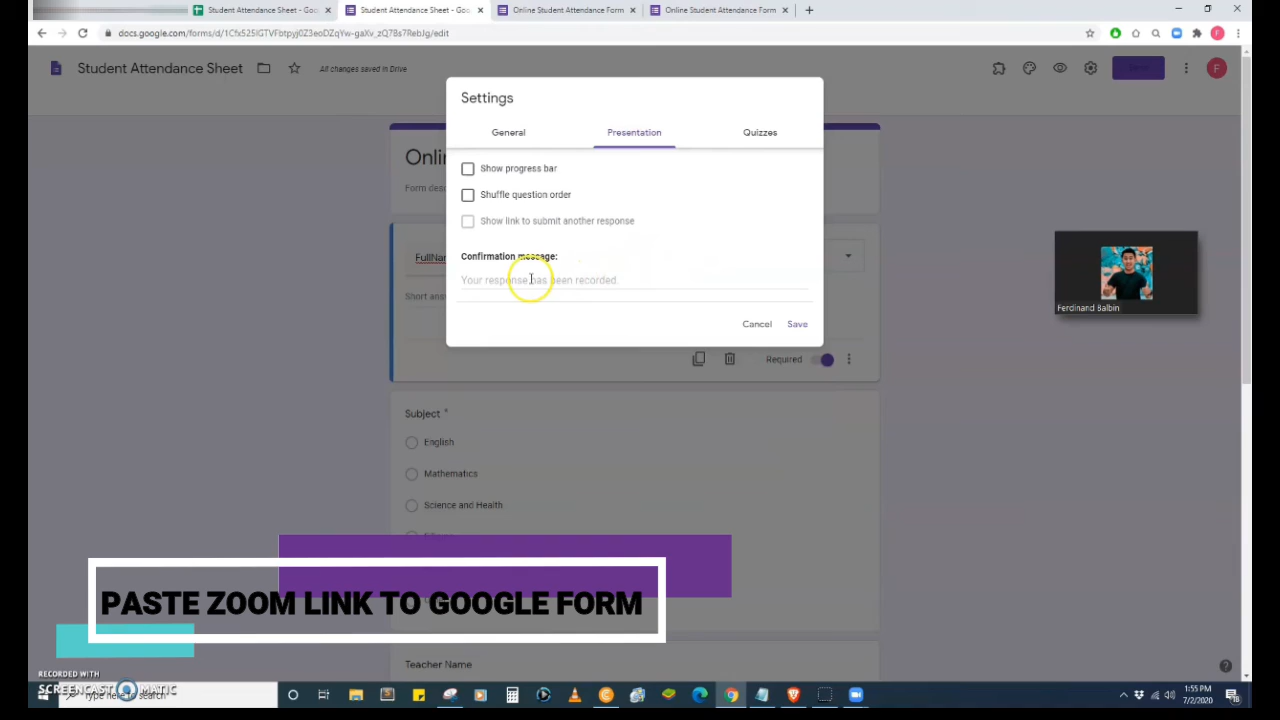 Student Attendance Sheet - Goo
Student Attendance Sheet - Goo
Online Student Attendance Form
Online Student Attendance Form
docs.google.com/forms/d/1Cfx525IGTVFbtpyj0Z3eoDZqYw-gaXv_zQ78s7RebJg/edit
Student Attendance Sheet
All changes saved in Drive
F
F
Settings
General
Presentation
Quizzes
Show progress bar
Shuffle question order
Show link to submit another response
Confirmation message:
Your response has been recorded.
Cancel
Save
Onli
Form des
FullNa
Short ans
Required
Ferdinand Balbin
Subject *
English
Mathematics
Science and Health
PASTE ZOOM LINK TO GOOGLE FORM
Teacher Name
RECORDED WITH
SCREENCAST-O-MATIC
Type here to search
1:55 PM
7/2/2020